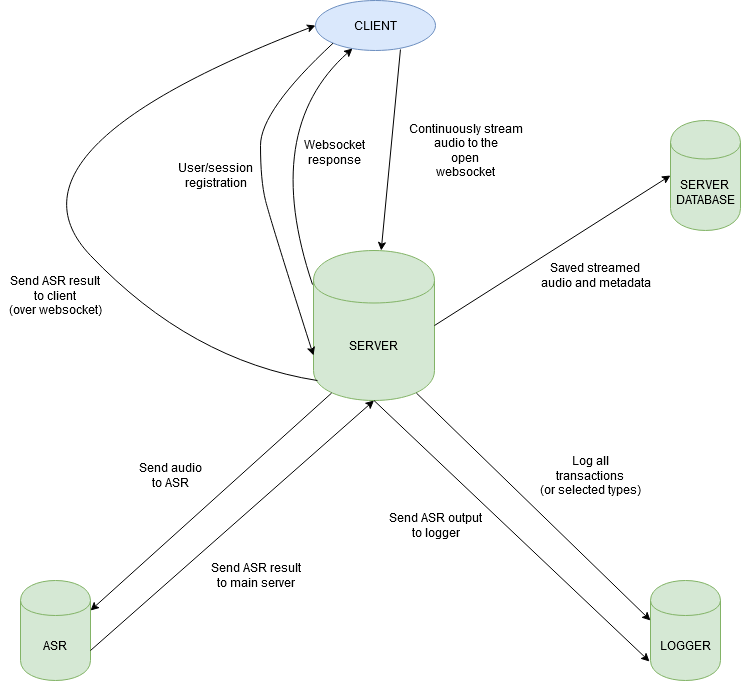 CLIENT
Continuously stream
audio to the
open
websocket
Websocket
response
User/session
registration
SERVER
DATABASE
Saved streamed
audio and metadata
Send ASR result
to client
(over websocket)
SERVER
Send audio
to ASR
Log all
transactions
(or selected types)
Send ASR output
to logger
Send ASR result
to main server
ASR
LOGGER